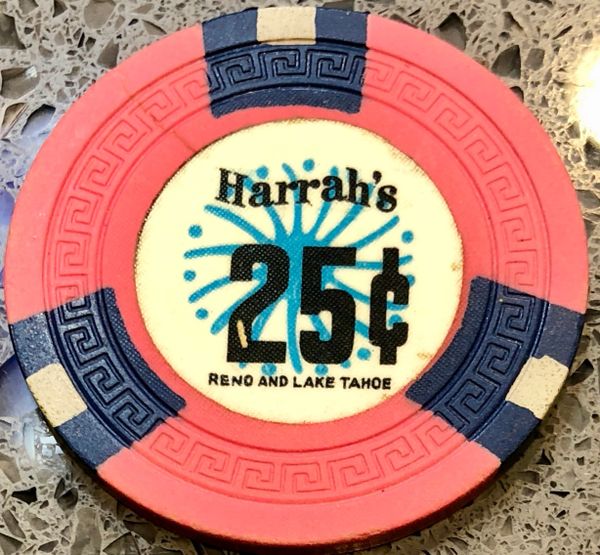 Harrah's
25¢
RENO AND LAKE TAHOE